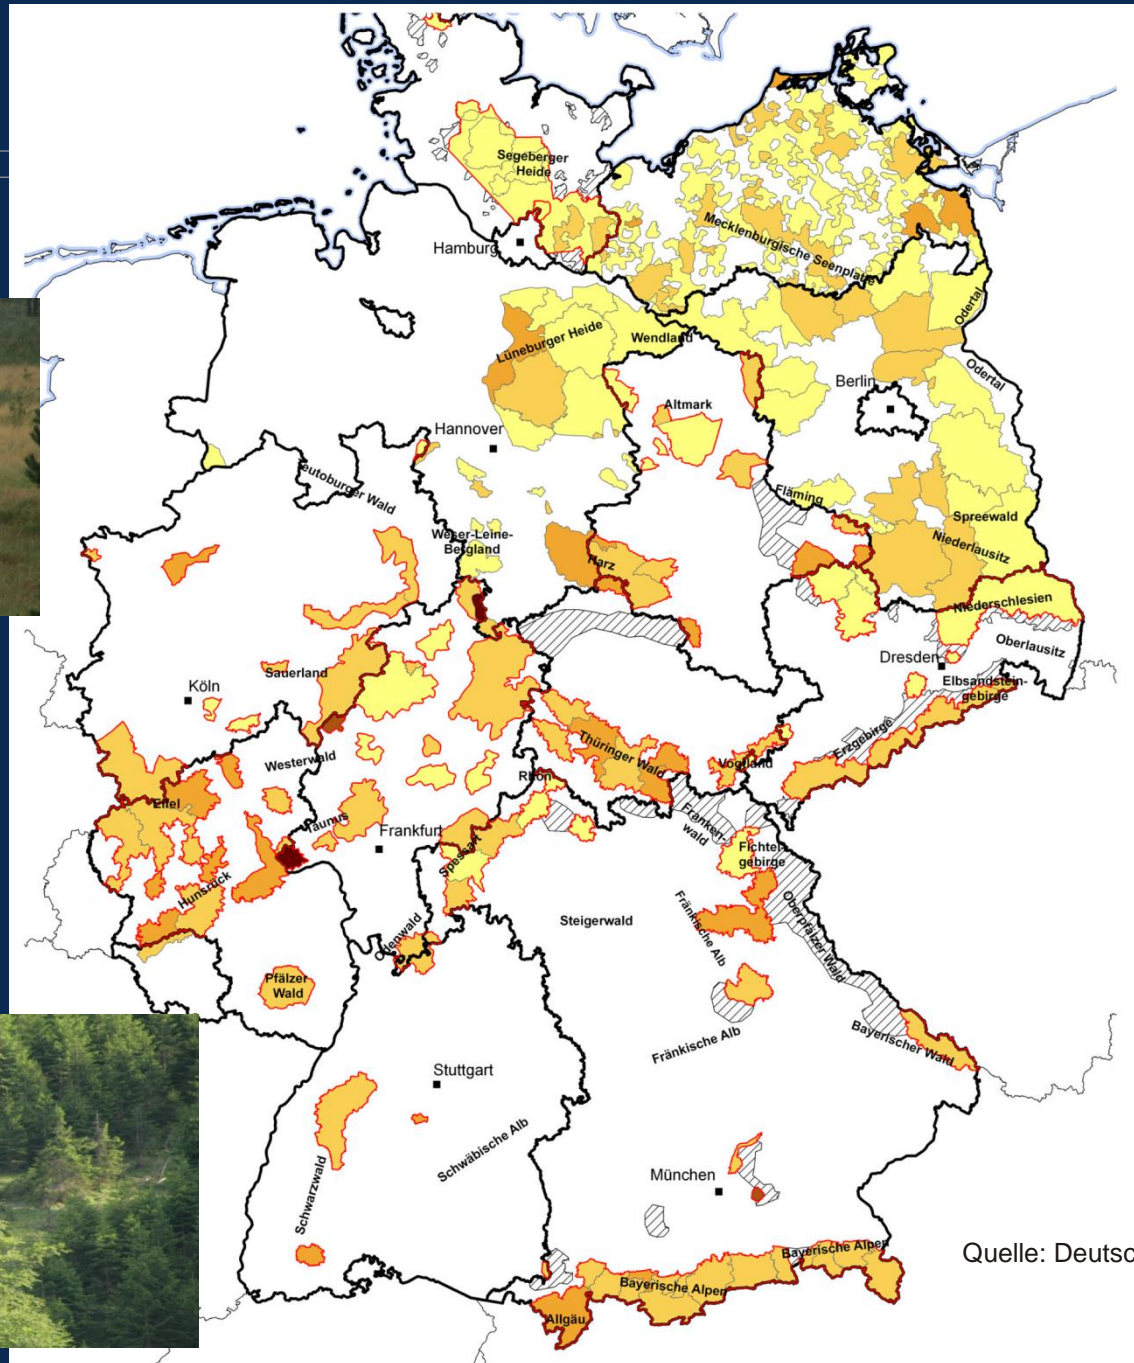 Segeberger
Heide
Hamburg
Mecklenburgische Seenplatte
Odertal
Lüneburger Heide
Wendland
Odertal
Berlin
Altmark
Hannover
eutoburger Wald
Fläming
Spreewald
Weser-Leine-
Bergland
Niederlausitz
Harz
Niederschlesien
Oberlausitz
Dresden
Sauerland
Elbsandstein-
gebirge
Köln
Erzgebirge
Thüringer Wald
Westerwald
Vogtland
Rhön
Eifel
Taunus
Frankfurt
Franken-
wald
Fichtel-
gebirge
Spessart
Hunsrück
Oberpfälzer Wald
Steigerwald
Fränkische Alb
Odenwald
Pfälzer
Wald
Fränkische Alb
Bayerischer Wald
Stuttgart
Schwäbische Alb
Schwarzwald
München
Bayerische Alpen
Bayerische Alpen
Allgäu
Quelle: Deutsc